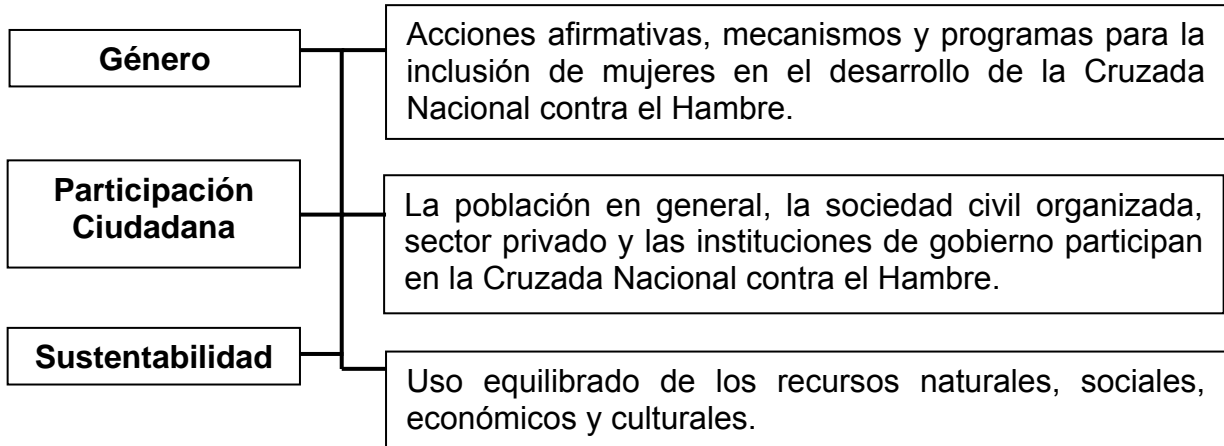 Género
Acciones afirmativas, mecanismos y programas para la
inclusión de mujeres en el desarrollo de la Cruzada
Nacional contra el Hambre.
Participación
Ciudadana
La población en general, la sociedad civil organizada,
sector privado y las instituciones de gobierno participan
en la Cruzada Nacional contra el Hambre.
Sustentabilidad
Uso equilibrado de los recursos naturales, sociales,
económicos y culturales.